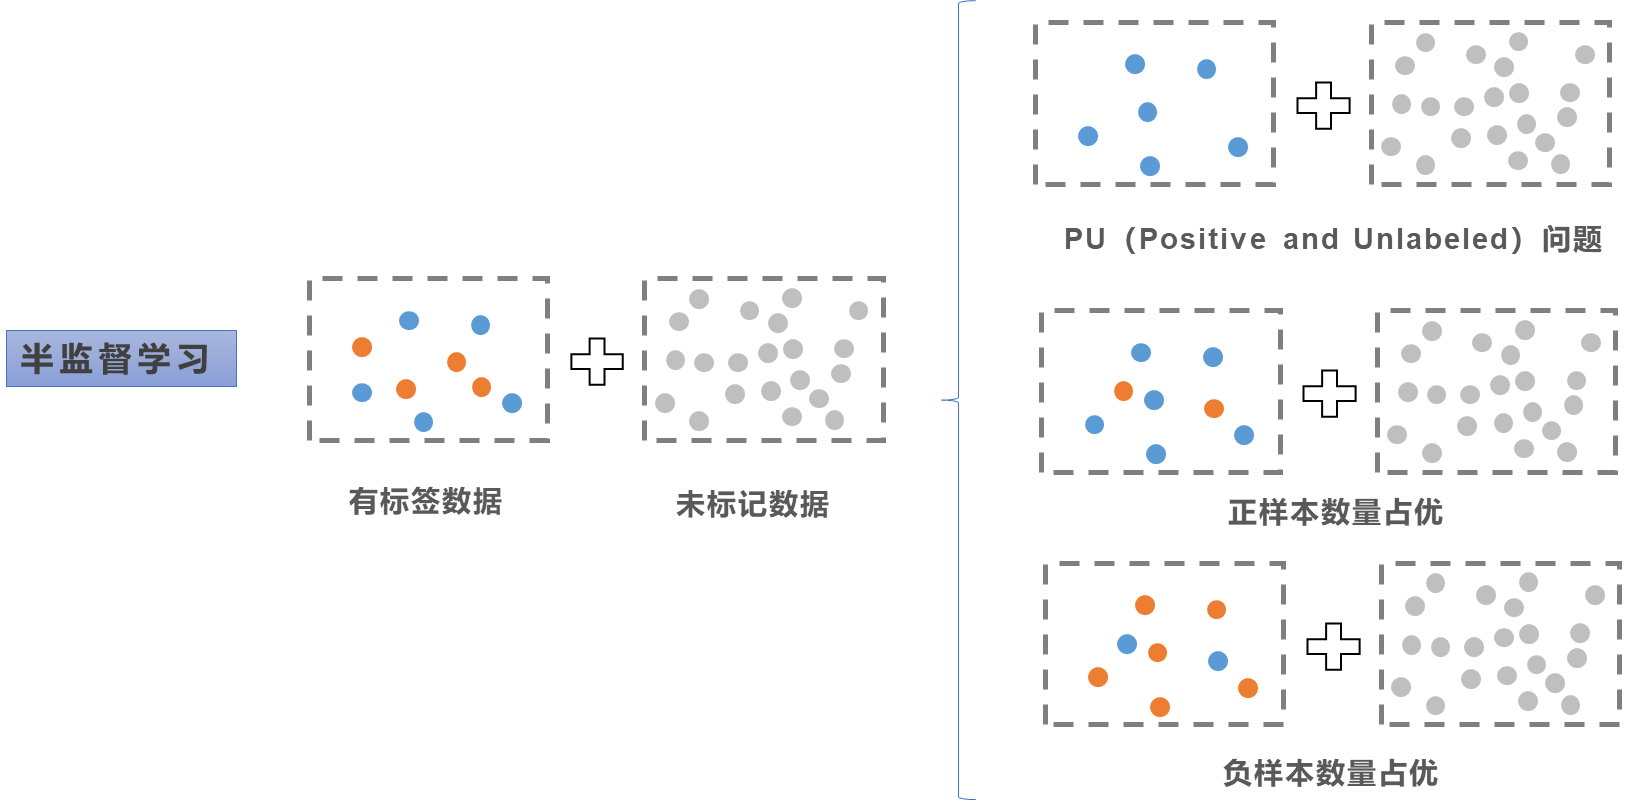 半监督学习
有标签数据
未标记数据
PU（Positive and Unlabeled）问题
正样本数量占优
负样本数量占优